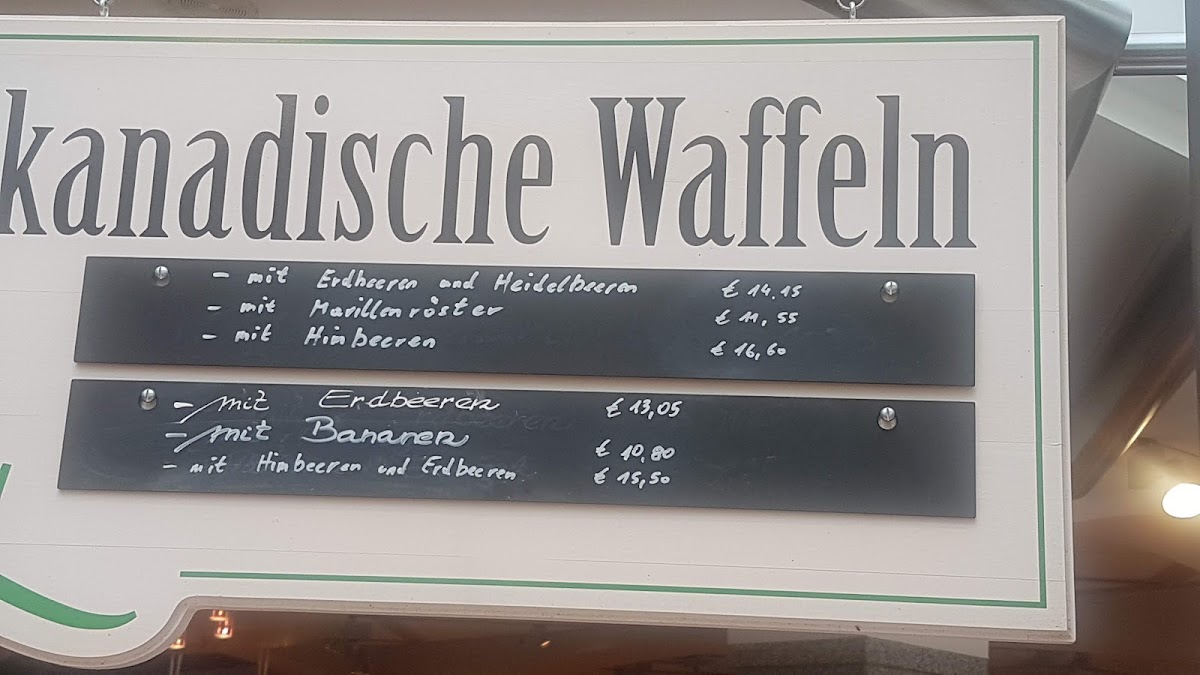 kanadische Waffeln
- mit Erdbeeren und Heidelbeeren € 14.15
- mit Marillenröster € 11,55
- mit Himbeeren € 16,60
- mit Erdbeeren € 13,05
- mit Bananen € 10,80
- mit Himbeeren und Erdbeeren € 15,50